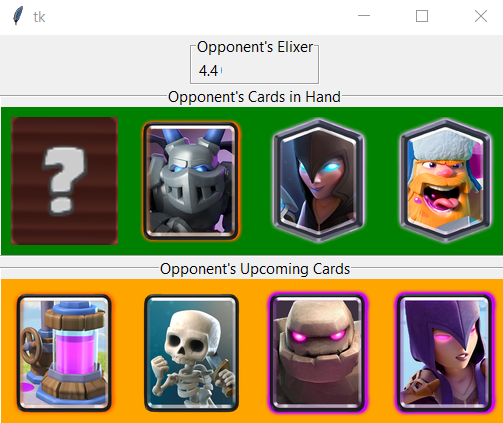 tk
Opponent's Elixer
4.4
Opponent's Cards in Hand
?
Opponent's Upcoming Cards